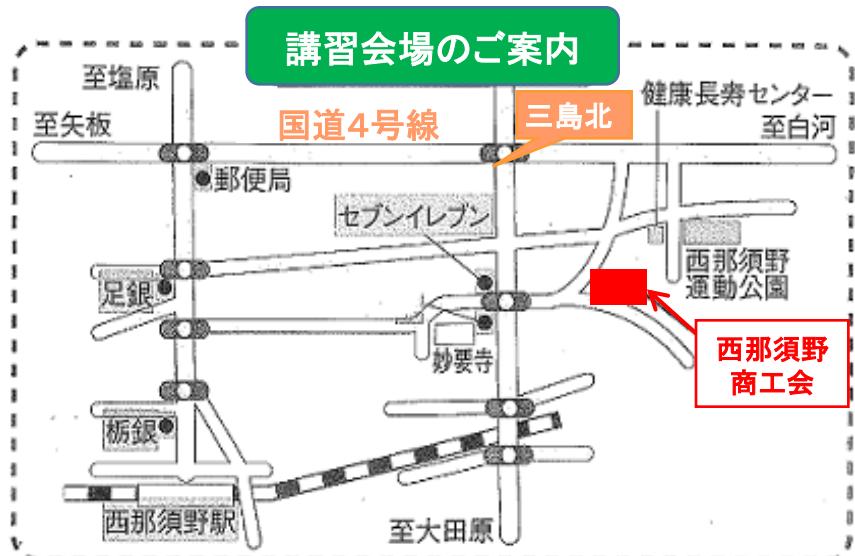 講習会場のご案内
至塩原
健康長寿センター
至矢板
国道4号線
三島北
至白河
郵便局
セブンイレブン
足銀
西那須野
運動公園
妙要寺
西那須野
商工会
栃銀
西那須野駅
至大田原